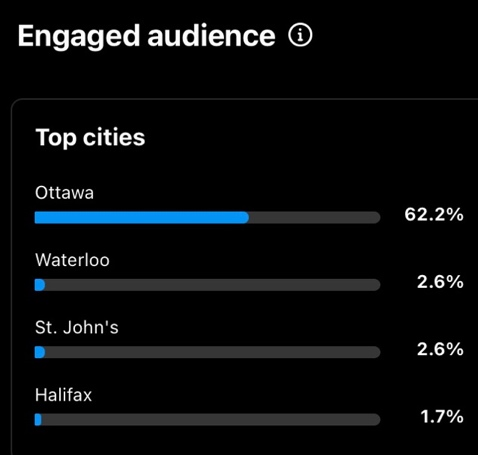 Engaged audience
Top cities
Ottawa
62.2%
Waterloo
2.6%
St. John's
2.6%
Halifax
1.7%